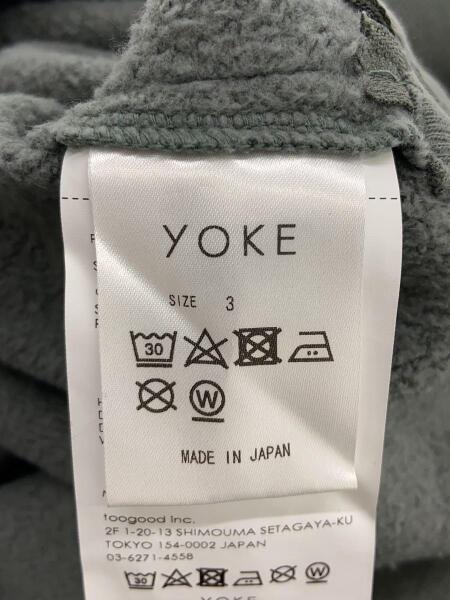 YOKE
SIZE 3
30
W
MADE IN JAPAN
toogood Inc.
2F 1-20-13 SHIMOUMA SETAGAYA-KU
TOKYO 154-0002 JAPAN
03-6271-4558
30
W
YOKE